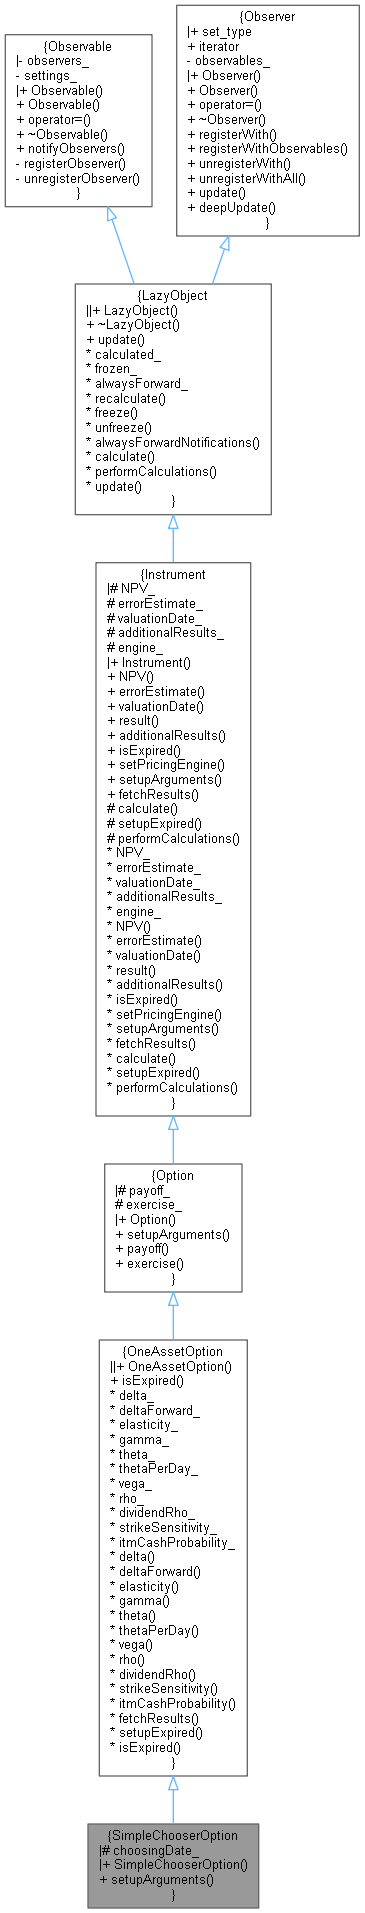 {Observable
|- observers_
- settings_
|+ Observable()
+ Observable()
+ operator=()
+ ~Observable()
+ notifyObservers()
- registerObserver()
- unregisterObserver()
}
{Observer
|+ set_type
+ iterator
- observables_
|+ Observer()
+ Observer()
+ operator=()
+ ~Observer()
+ registerWith()
+ registerWithObservables()
+ unregisterWith()
+ unregisterWithAll()
+ update()
+ deepUpdate()
}
{LazyObject
||+ LazyObject()
+ ~LazyObject()
+ update()
* calculated_
* frozen_
* alwaysForward_
* recalculate()
* freeze()
* unfreeze()
* alwaysForwardNotifications()
* calculate()
* performCalculations()
* update()
}
{Instrument
|# NPV_
# errorEstimate_
# valuationDate_
# additionalResults_
# engine_
|+ Instrument()
+ NPV()
+ errorEstimate()
+ valuationDate()
+ result()
+ additionalResults()
+ isExpired()
+ setPricingEngine()
+ setupArguments()
+ fetchResults()
# calculate()
# setupExpired()
# performCalculations()
* NPV_
* errorEstimate_
* valuationDate_
* additionalResults_
* engine_
* NPV()
* errorEstimate()
* valuationDate()
* result()
* additionalResults()
* isExpired()
* setPricingEngine()
* setupArguments()
* fetchResults()
* calculate()
* setupExpired()
* performCalculations()
}
{Option
|# payoff_
# exercise_
|+ Option()
+ setupArguments()
+ payoff()
+ exercise()
}
{OneAssetOption
||+ OneAssetOption()
+ isExpired()
* delta_
* deltaForward_
* elasticity_
* gamma_
* theta_
* thetaPerDay_
* vega_
* rho_
* dividendRho_
* strikeSensitivity_
* itmCashProbability_
* delta()
* deltaForward()
* elasticity()
* gamma()
* theta()
* thetaPerDay()
* vega()
* rho()
* dividendRho()
* strikeSensitivity()
* itmCashProbability()
* fetchResults()
* setupExpired()
* isExpired()
}
{SimpleChooserOption
|# choosingDate_
|+ SimpleChooserOption()
+ setupArguments()
}